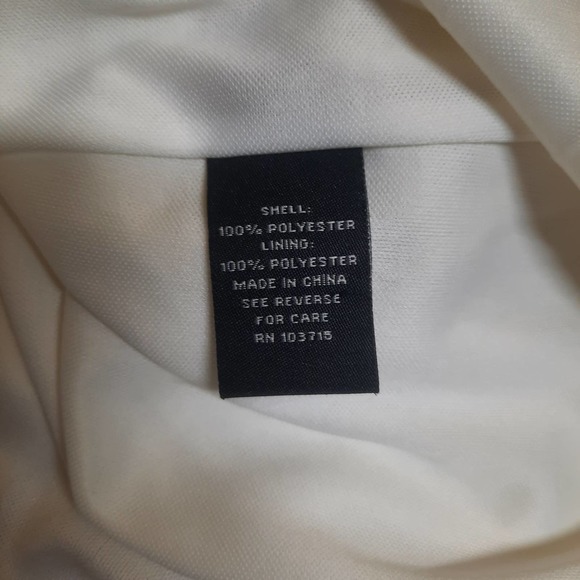 SHELL:
100% POLYESTER
LINING:
100% POLYESTER
MADE IN CHINA
SEE REVERSE
FOR CARE
RN 103715